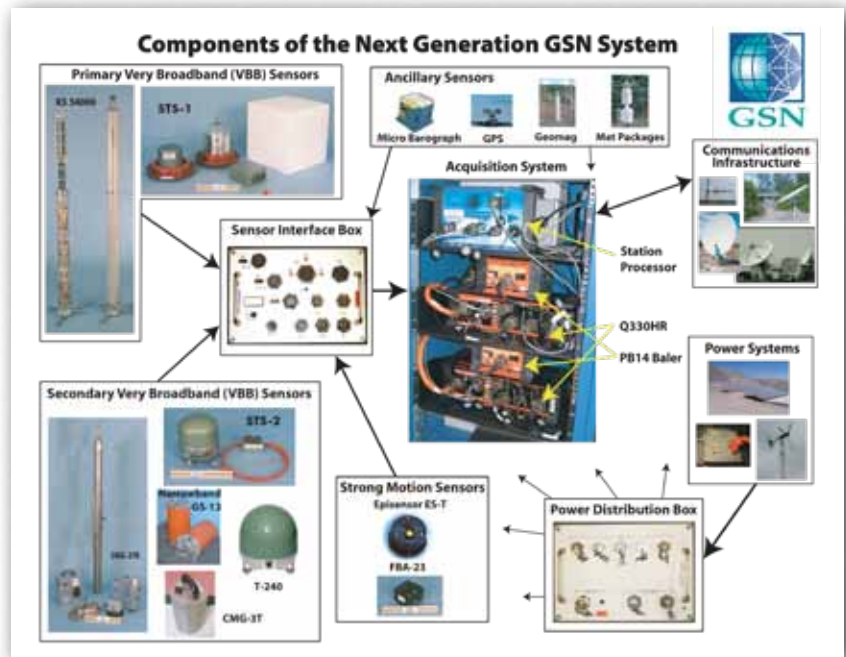 Components of the Next Generation GSN System
GSN
Primary Very Broadband (VBB) Sensors
KS 54000
STS-1
Ancillary Sensors
Micro Barograph
GPS
Geomag
Met Packages
Communications
Infrastructure
Acquisition System
Sensor Interface Box
Station
Processor
Q330HR
PB14 Baler
Power Systems
Secondary Very Broadband (VBB) Sensors
STS-2
Narrowband
GS-13
T-240
CMG-3T
Strong Motion Sensors
Episensor ES-T
FBA-23
Power Distribution Box